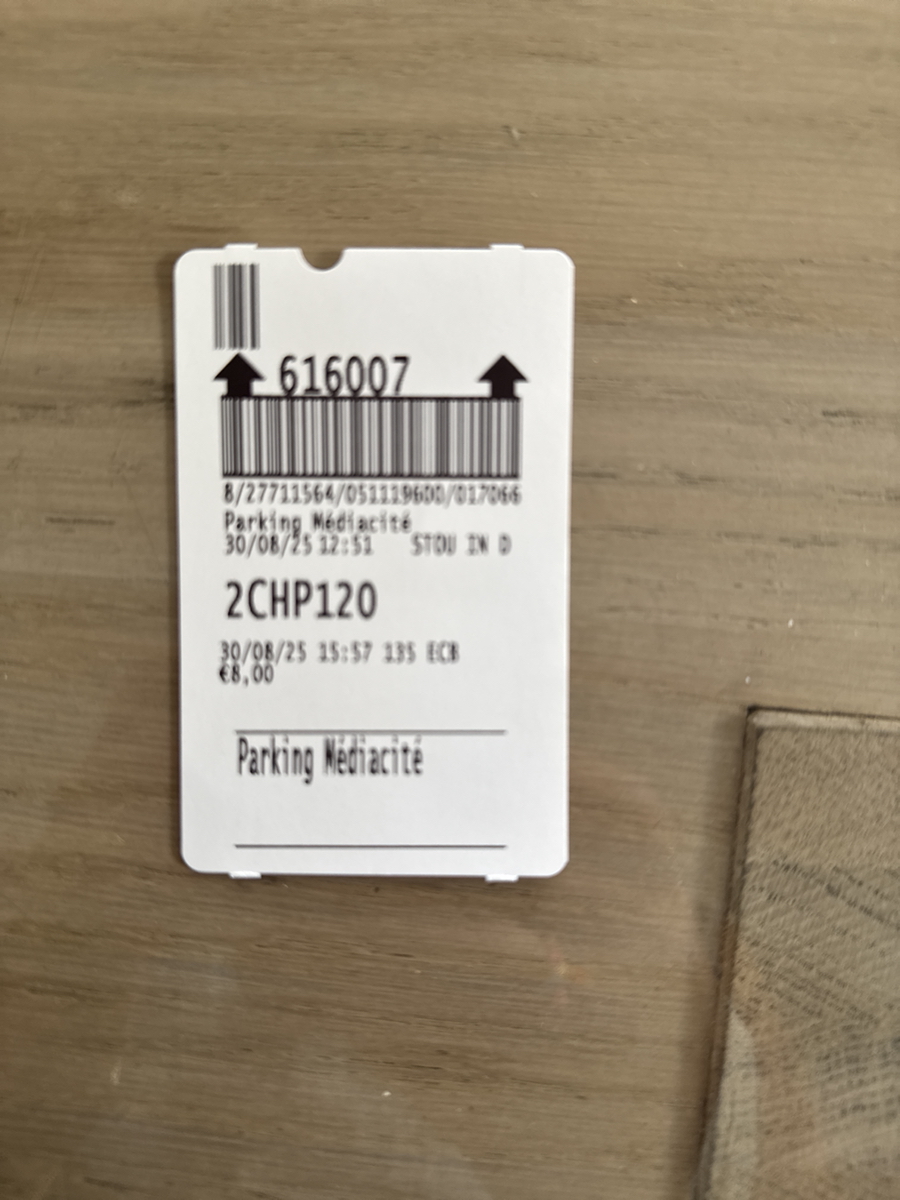 616007
8/27711564/051119600/017066
Parking Médiacité
30/08/25 12:51 STOU IN D
2CHP120
30/08/25 15:57 135 ECB
€8,00
Parking Médiacité